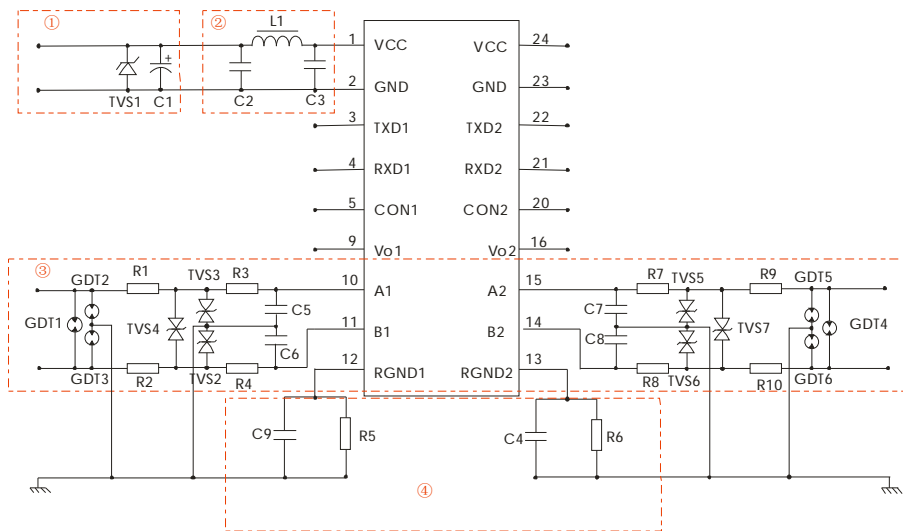 ① ② L1
1 VCC VCC 24
TVS1 C1 + C2 C3
2 GND GND 23
3 TXD1 TXD2 22
4 RXD1 RXD2 21
5 CON1 CON2 20
9 Vo1 Vo2 16
③ GDT2 R1 TVS3 R3 10 A1 A2 15 R7 TVS5 R9 GDT5
GDT1 TVS4 C5 C7 TVS7 GDT4
11 B1 B2 14
C6 C8
GDT3 R2 TVS2 R4 12 RGND1 RGND2 13 R8 TVS6 R10 GDT6
C9 R5 C4 R6
④